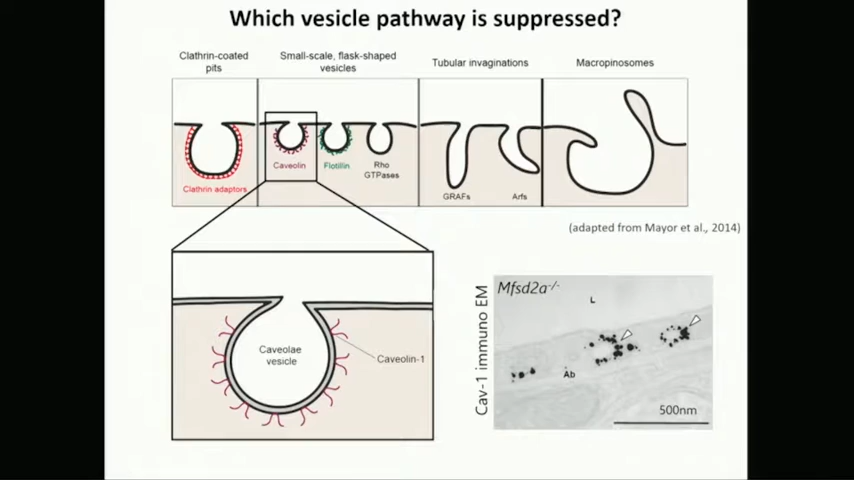 Which vesicle pathway is suppressed?
Clathrin-coated
pits
Small-scale, flask-shaped
vesicles
Tubular invaginations
Macropinosomes
Clathrin adaptors
Caveolin
Flotillin
Rho
GTPases
GRAFs
Arfs
(adapted from Mayor et al., 2014)
Caveolae
vesicle
Caveolin-1
Cav-1 immuno EM
Mfsd2a-/-
L
Ab
500nm